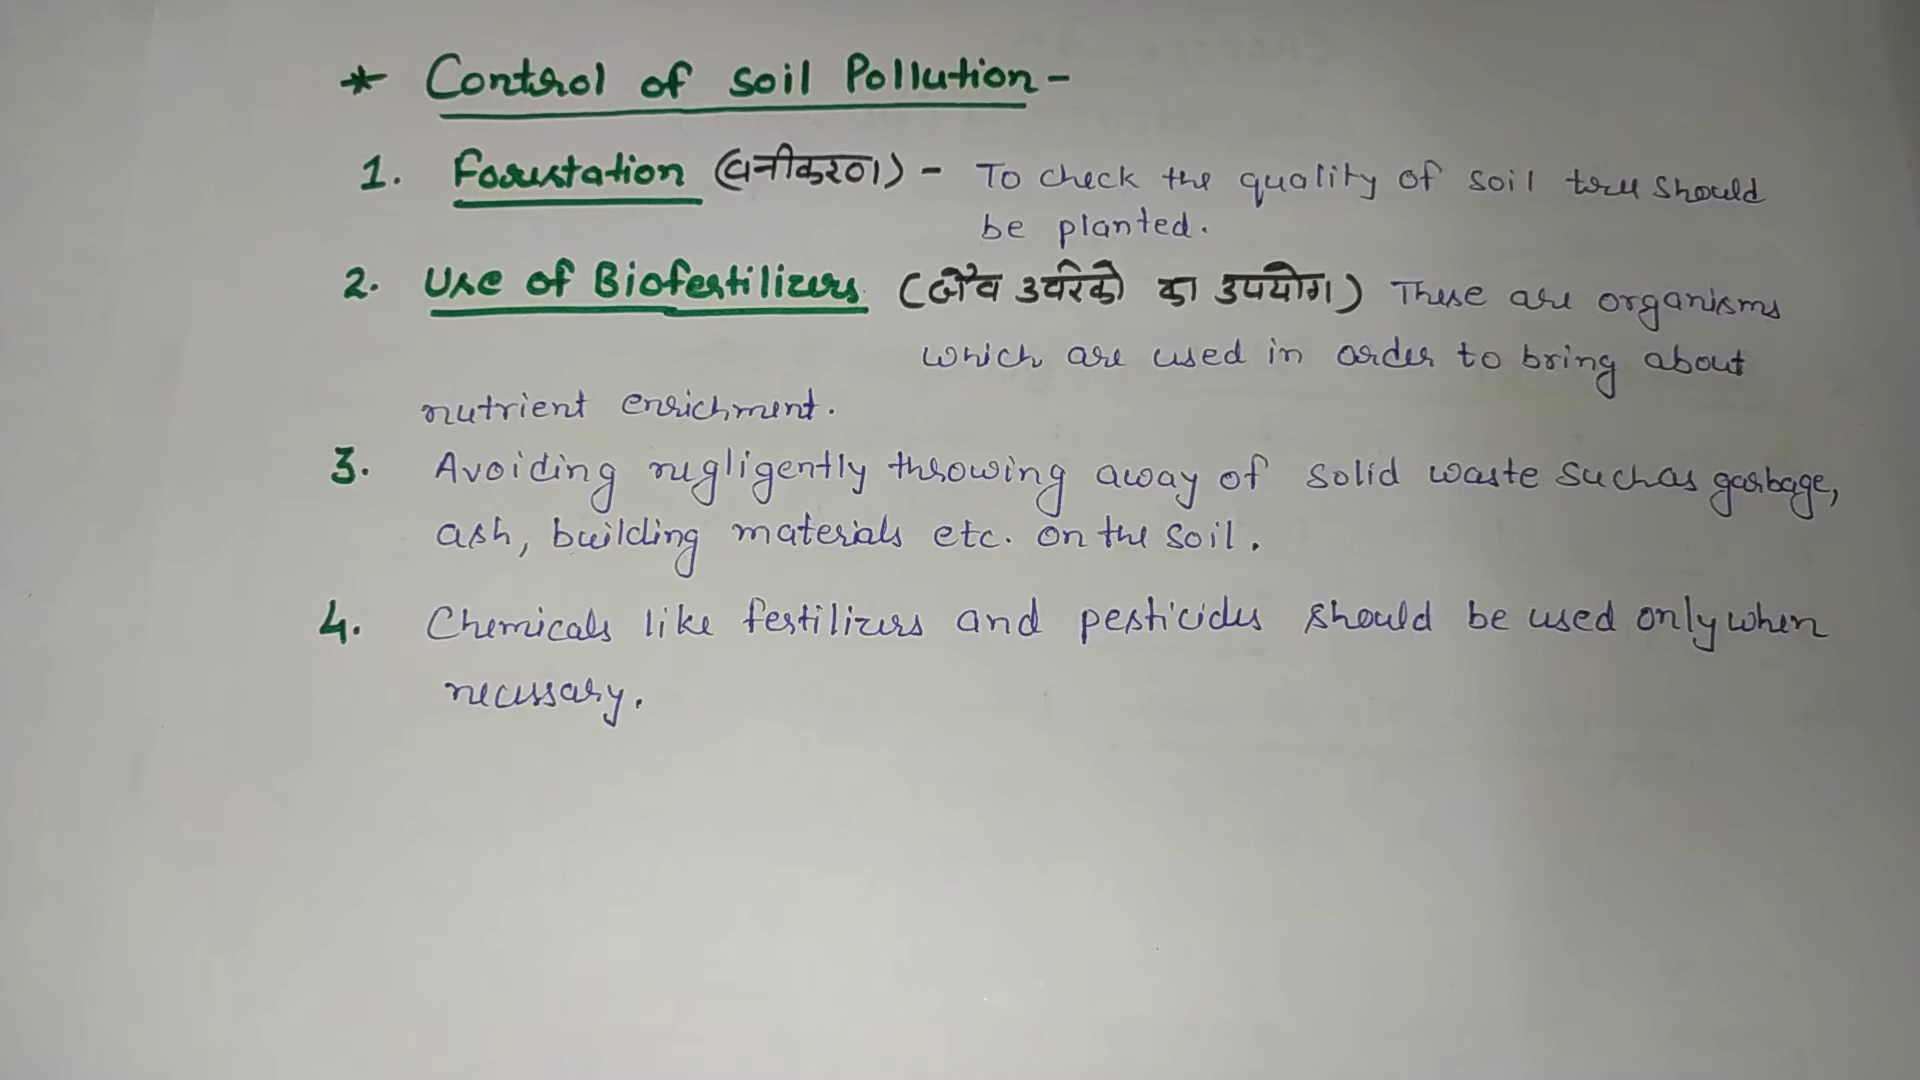 * Control of soil Pollution -
1. Forestation (वनीकरण) - To check the quality of soil tree should
be planted.
2. Use of Biofertilizers (जैव उर्वरको का उपयोग) These are organisms
which are used in order to bring about
nutrient enrichment.
3. Avoiding negligently throwing away of solid waste such as garbage,
ash, building materials etc. on the soil.
4. Chemicals like fertilizers and pesticides should be used only when
necessary.